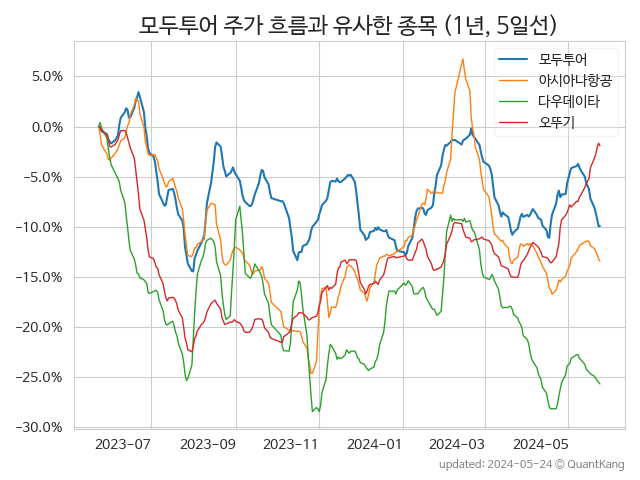 모두투어 주가 흐름과 유사한 종목 (1년, 5일선)
모두투어
아시아나항공
다우데이타
오뚜기
5.0%
0.0%
−5.0%
−10.0%
−15.0%
−20.0%
−25.0%
−30.0%
2023−07 2023−09 2023−11 2024−01 2024−03 2024−05
updated: 2024-05-24 © QuantKang